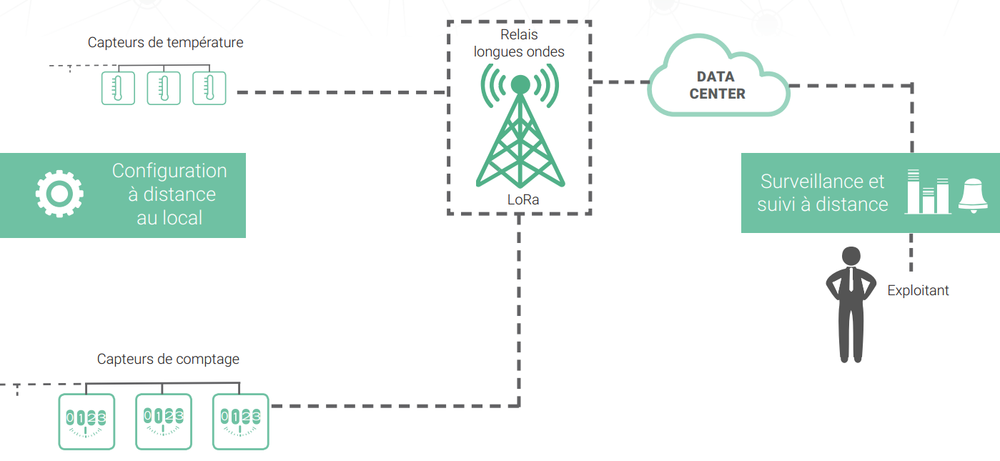 Capteurs de température
Relais
longues ondes
LoRa
DATA
CENTER
Configuration
à distance
au local
Surveillance et
suivi à distance
Exploitant
Capteurs de comptage
0123
0123
0123